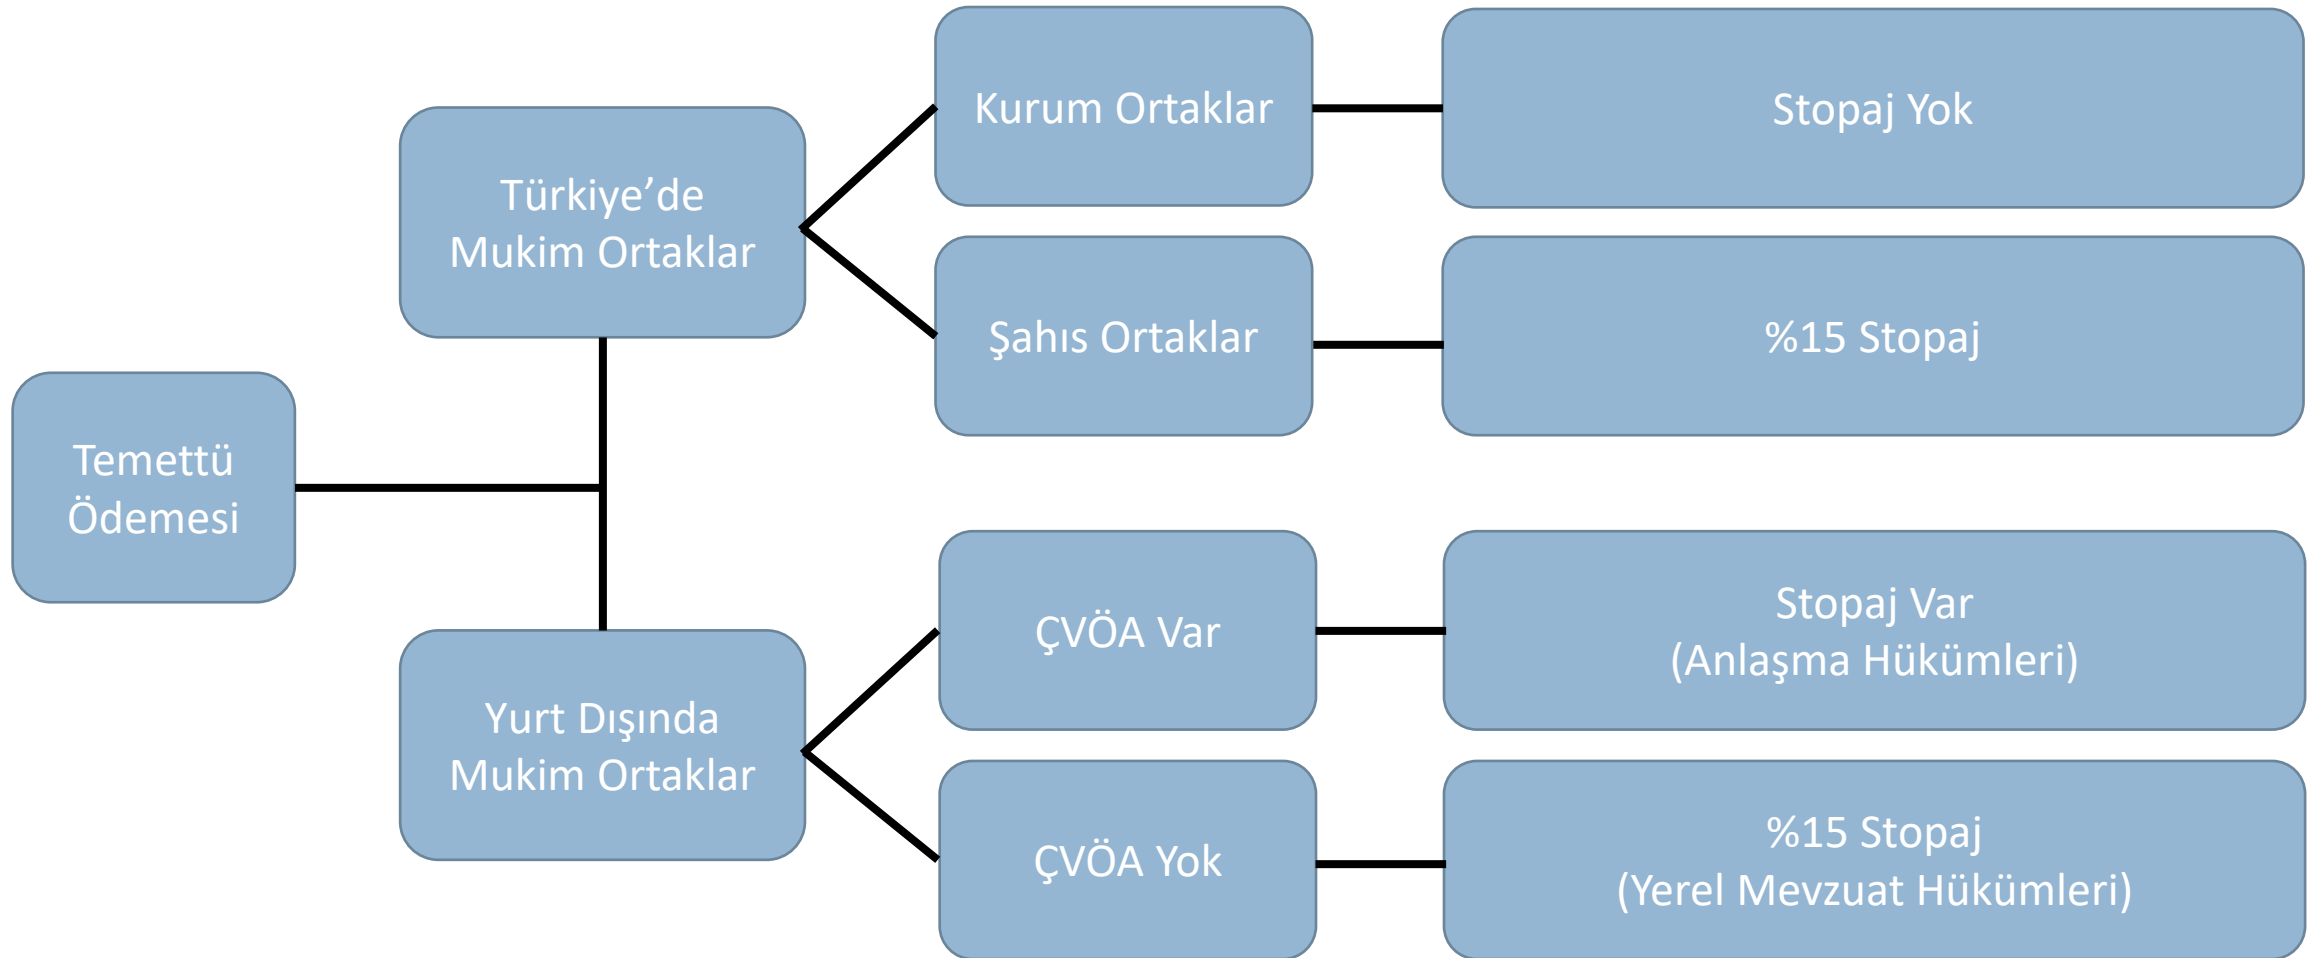 Temettü
Ödemesi
Türkiye’de
Mukim Ortaklar
Kurum Ortaklar
Stopaj Yok
Şahıs Ortaklar
%15 Stopaj
Yurt Dışında
Mukim Ortaklar
ÇVÖA Var
Stopaj Var
(Anlaşma Hükümleri)
ÇVÖA Yok
%15 Stopaj
(Yerel Mevzuat Hükümleri)